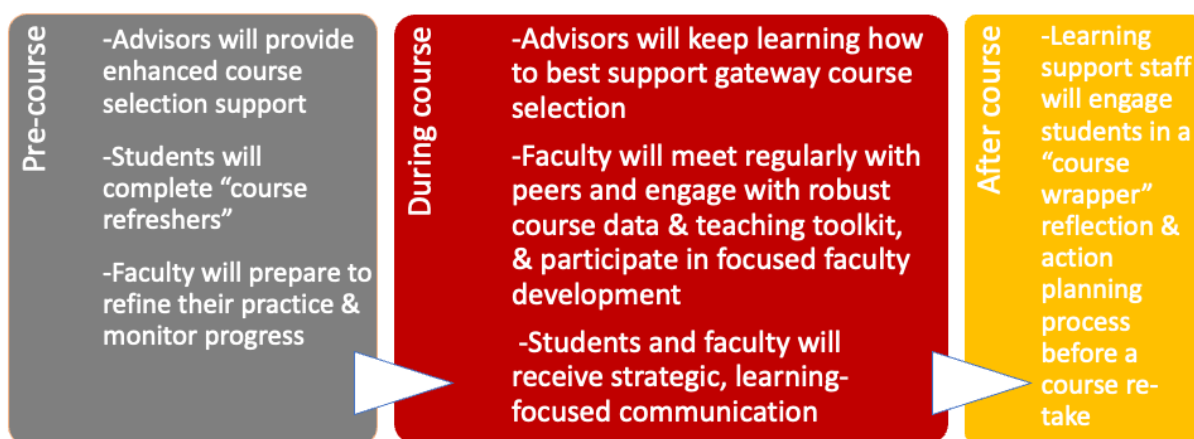 Pre-course
-Advisors will provide
enhanced course
selection support
-Students will
complete “course
refreshers”
-Faculty will prepare to
refine their practice &
monitor progress
During course
-Advisors will keep learning how
to best support gateway course
selection
-Faculty will meet regularly with
peers and engage with robust
course data & teaching toolkit,
& participate in focused faculty
development
-Students and faculty will
receive strategic, learning-
focused communication
After course
-Learning
support staff
will engage
students in a
“course
wrapper”
reflection &
action
planning
process
before a
course re-
take